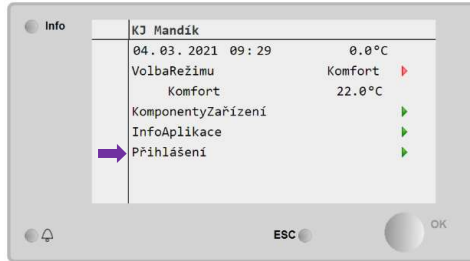 Info
KJ Mandík
04.03.2021 09:29 0.0°C
VolbaRežimu Komfort
Komfort 22.0°C
KomponentyZařízení
InfoAplikace
Přihlášení
ESC
OK